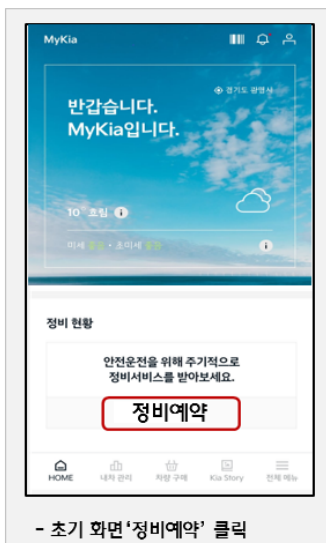 MyKia
경기도 광명시
반갑습니다.
MyKia입니다.
10° 흐림
미세 좋음 • 초미세 좋음
정비 현황
안전운전을 위해 주기적으로
정비서비스를 받아보세요.
정비예약
HOME 내차 관리 차량 구매 Kia Story 전체 메뉴
- 초기 화면 '정비예약' 클릭